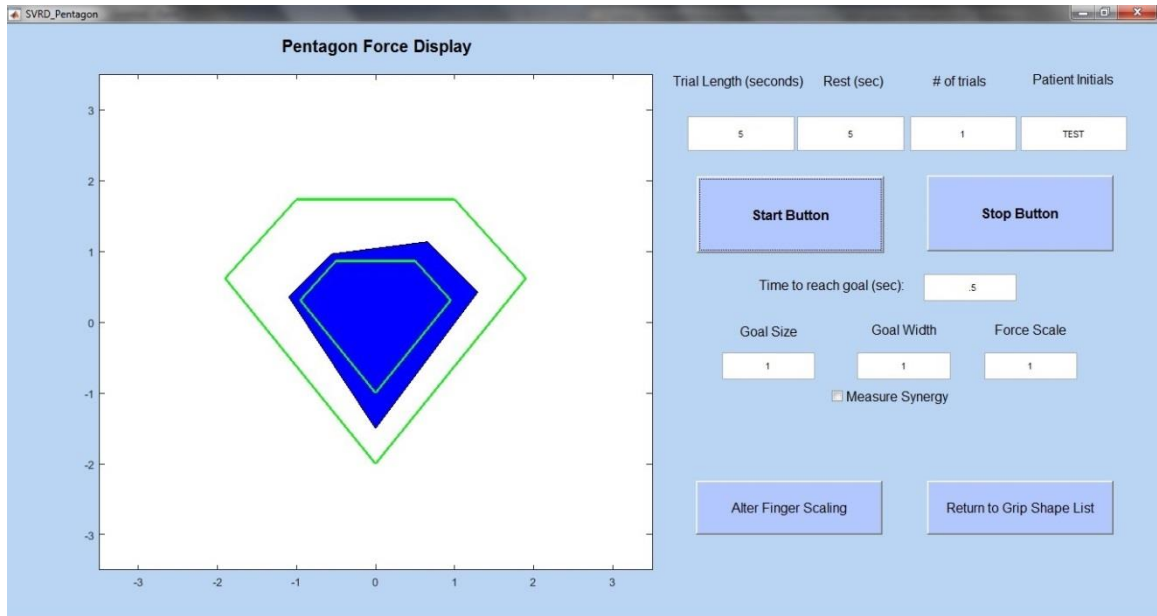 SVRD_Pentagon
Pentagon Force Display
Trial Length (seconds) Rest (sec) # of trials Patient Initials
5 5 1 TEST
Start Button Stop Button
Time to reach goal (sec): .5
Goal Size Goal Width Force Scale
1 1 1
Measure Synergy
Alter Finger Scaling Return to Grip Shape List
3
2
1
0
-1
-2
-3
-3 -2 -1 0 1 2 3